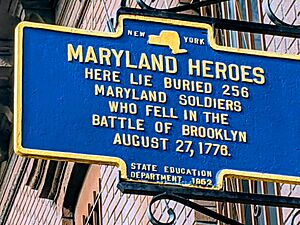 NEW YORK
MARYLAND HEROES
HERE LIE BURIED 256
MARYLAND SOLDIERS
WHO FELL IN THE
BATTLE OF BROOKLYN
AUGUST 27, 1776.
STATE EDUCATION
DEPARTMENT 1952